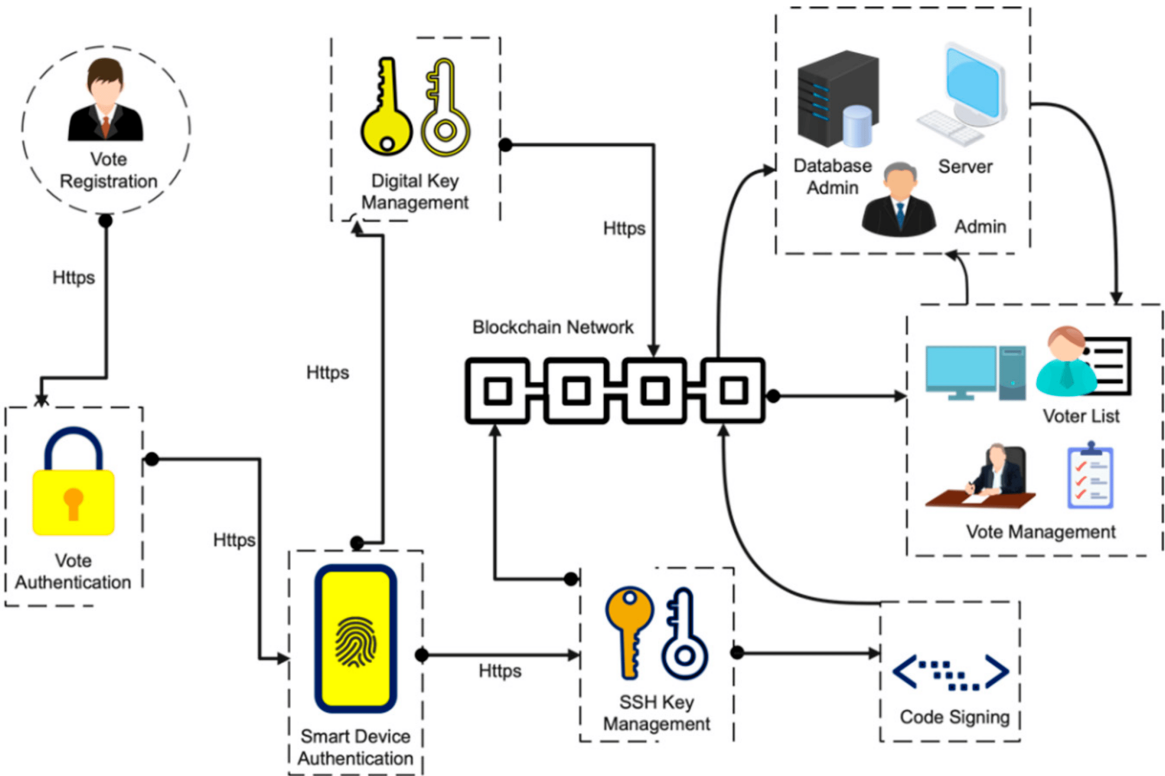 Vote
Registration
Https
Digital Key
Management
Https
Database
Admin
Server
Admin
Https
Blockchain Network
Voter List
Vote Management
Vote
Authentication
Https
Smart Device
Authentication
Https
SSH Key
Management
Code Signing